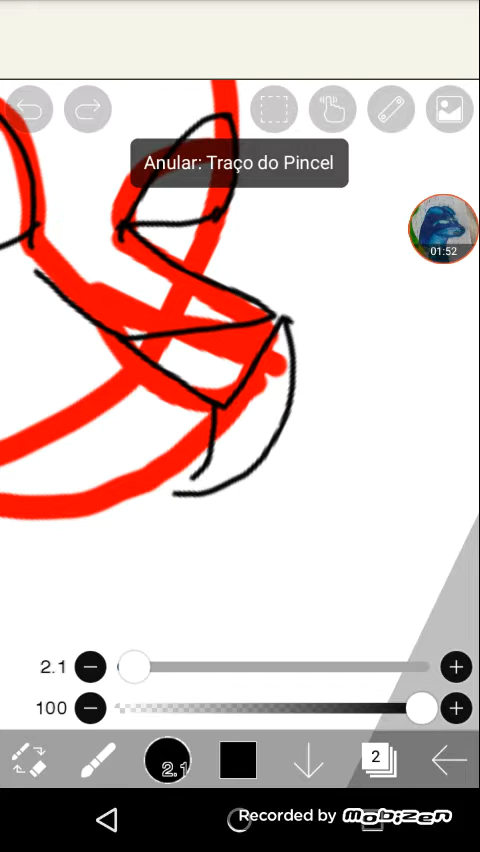 Anular: Traço do Pincel
01:52
2.1
100
2.1
2
Recorded by MOBIZEN